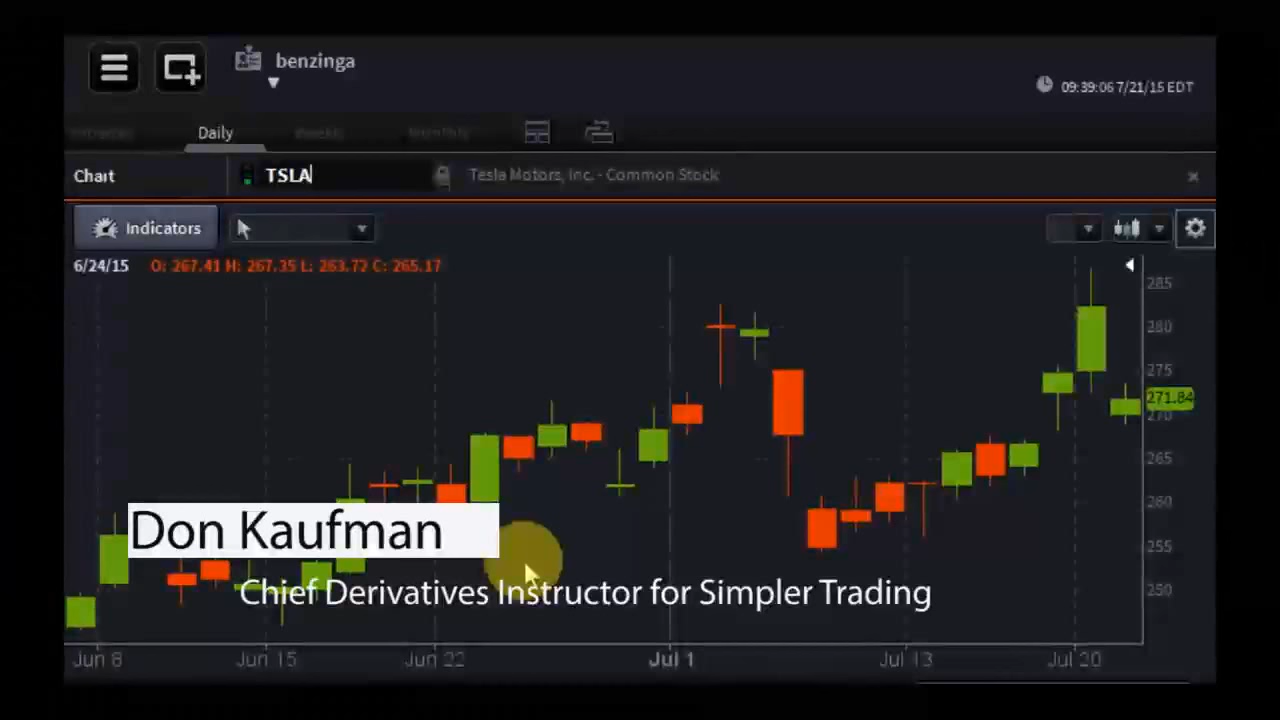 benzinga
09:39:06 7/21/15 EDT
Daily
Weekly
Monthly
Chart
TSLA
Tesla Motors, Inc. - Common Stock
Indicators
6/24/15 O: 267.41 H: 267.35 L: 263.72 C: 265.17
285
280
275
271.84
270
265
260
255
250
Don Kaufman
Chief Derivatives Instructor for Simpler Trading
Jun 8 Jun 15 Jun 22 Jul 1 Jul 13 Jul 20